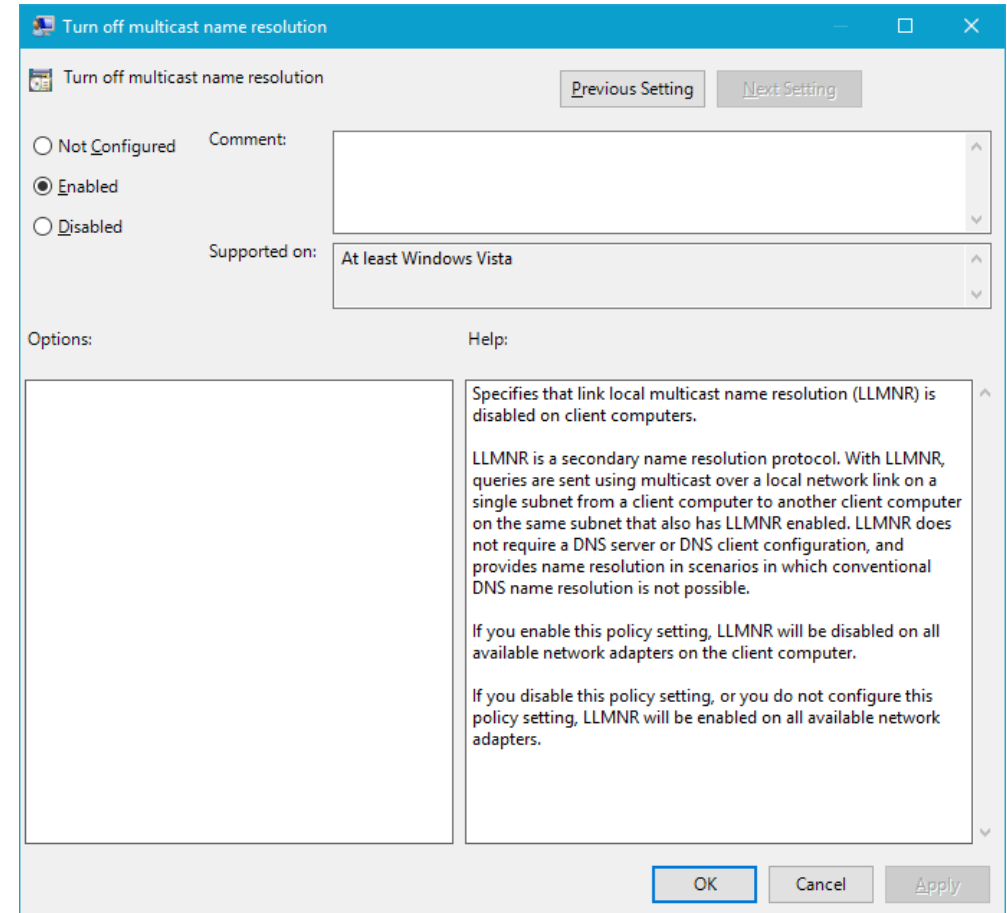 Turn off multicast name resolution
Turn off multicast name resolution
Previous Setting
Next Setting
Not Configured
Enabled
Disabled
Comment:
Supported on:
At least Windows Vista
Options:
Help:
Specifies that link local multicast name resolution (LLMNR) is
disabled on client computers.
LLMNR is a secondary name resolution protocol. With LLMNR,
queries are sent using multicast over a local network link on a
single subnet from a client computer to another client computer
on the same subnet that also has LLMNR enabled. LLMNR does
not require a DNS server or DNS client configuration, and
provides name resolution in scenarios in which conventional
DNS name resolution is not possible.
If you enable this policy setting, LLMNR will be disabled on all
available network adapters on the client computer.
If you disable this policy setting, or you do not configure this
policy setting, LLMNR will be enabled on all available network
adapters.
OK
Cancel
Apply